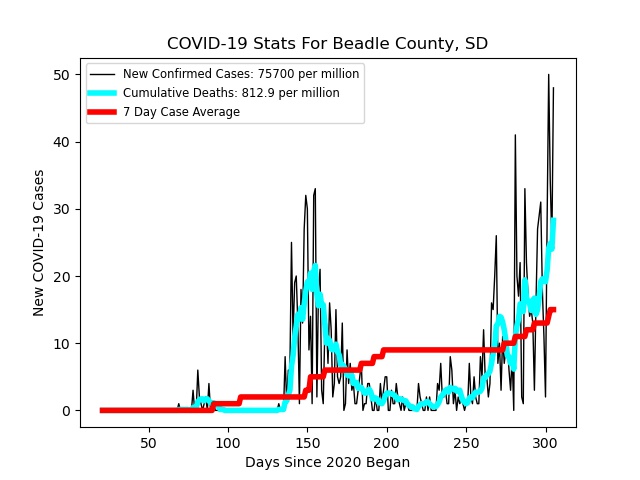 COVID-19 Stats For Beadle County, SD
New Confirmed Cases: 75700 per million
Cumulative Deaths: 812.9 per million
7 Day Case Average
New COVID-19 Cases
50
40
30
20
10
0
50 100 150 200 250 300
Days Since 2020 Began